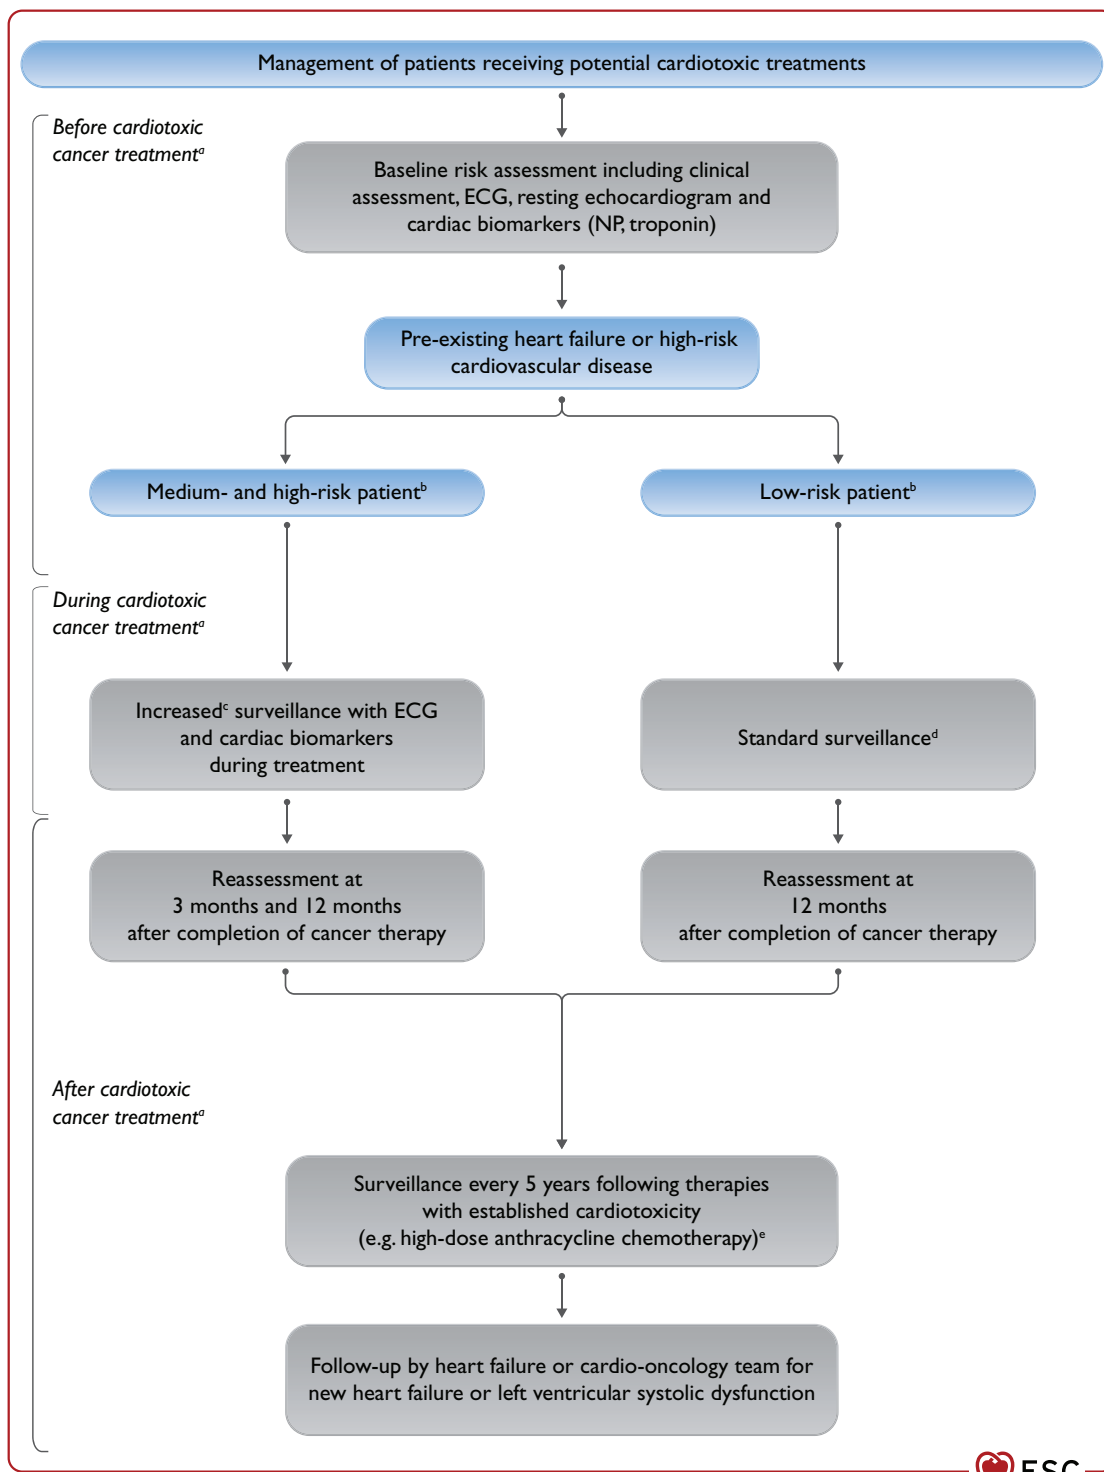 Management of patients receiving potential cardiotoxic treatments
Before cardiotoxic
cancer treatmentᵃ
Baseline risk assessment including clinical
assessment, ECG, resting echocardiogram and
cardiac biomarkers (NP, troponin)
Pre-existing heart failure or high-risk
cardiovascular disease
Medium- and high-risk patientᵇ
Low-risk patientᵇ
During cardiotoxic
cancer treatmentᵃ
Increasedᶜ surveillance with ECG
and cardiac biomarkers
during treatment
Standard surveillanceᵈ
Reassessment at
3 months and 12 months
after completion of cancer therapy
Reassessment at
12 months
after completion of cancer therapy
After cardiotoxic
cancer treatmentᵃ
Surveillance every 5 years following therapies
with established cardiotoxicity
(e.g. high-dose anthracycline chemotherapy)ᵉ
Follow-up by heart failure or cardio-oncology team for
new heart failure or left ventricular systolic dysfunction
ESC